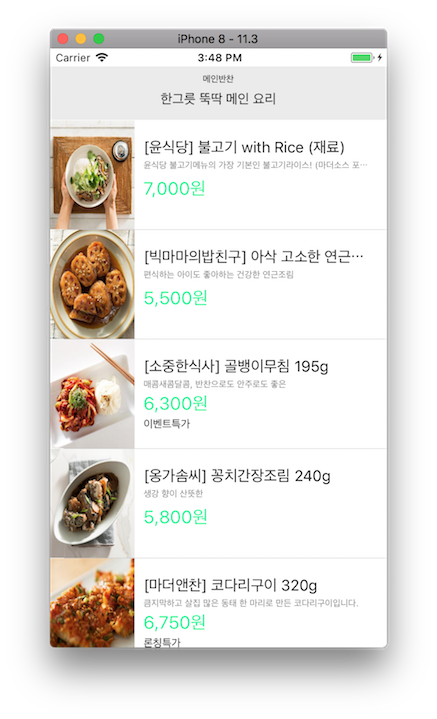 iPhone 8 - 11.3
Carrier 3:48 PM
메인반찬
한그릇 뚝딱 메인 요리
[윤식당] 불고기 with Rice (재료)
윤식당 불고기메뉴의 가장 기본인 불고기라이스! (마더소스 포…
7,000원
[빅마마의밥친구] 아삭 고소한 연근…
편식하는 아이도 좋아하는 건강한 연근조림
5,500원
[소중한식사] 골뱅이무침 195g
매콤새콤달콤, 반찬으로도 안주로도 좋은
6,300원
이벤트특가
[옹가솜씨] 꽁치간장조림 240g
생강 향이 산뜻한
5,800원
[마더앤찬] 코다리구이 320g
큼지막하고 살집 많은 동태 한 마리로 만든 코다리구이입니다.
6,750원
론칭특가